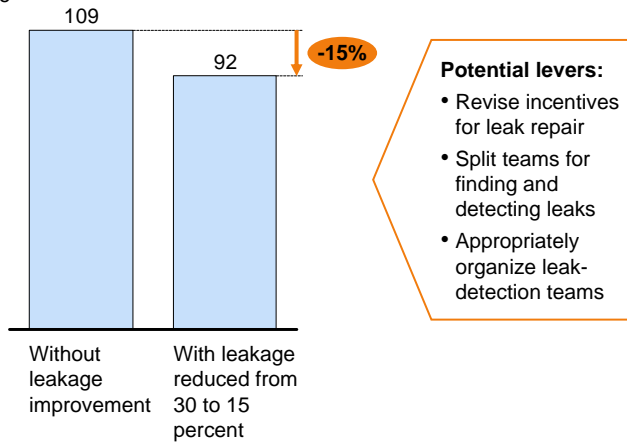 109
92
-15%
Without
leakage
improvement
With leakage
reduced from
30 to 15
percent
Potential levers:
• Revise incentives
for leak repair
• Split teams for
finding and
detecting leaks
• Appropriately
organize leak-
detection teams